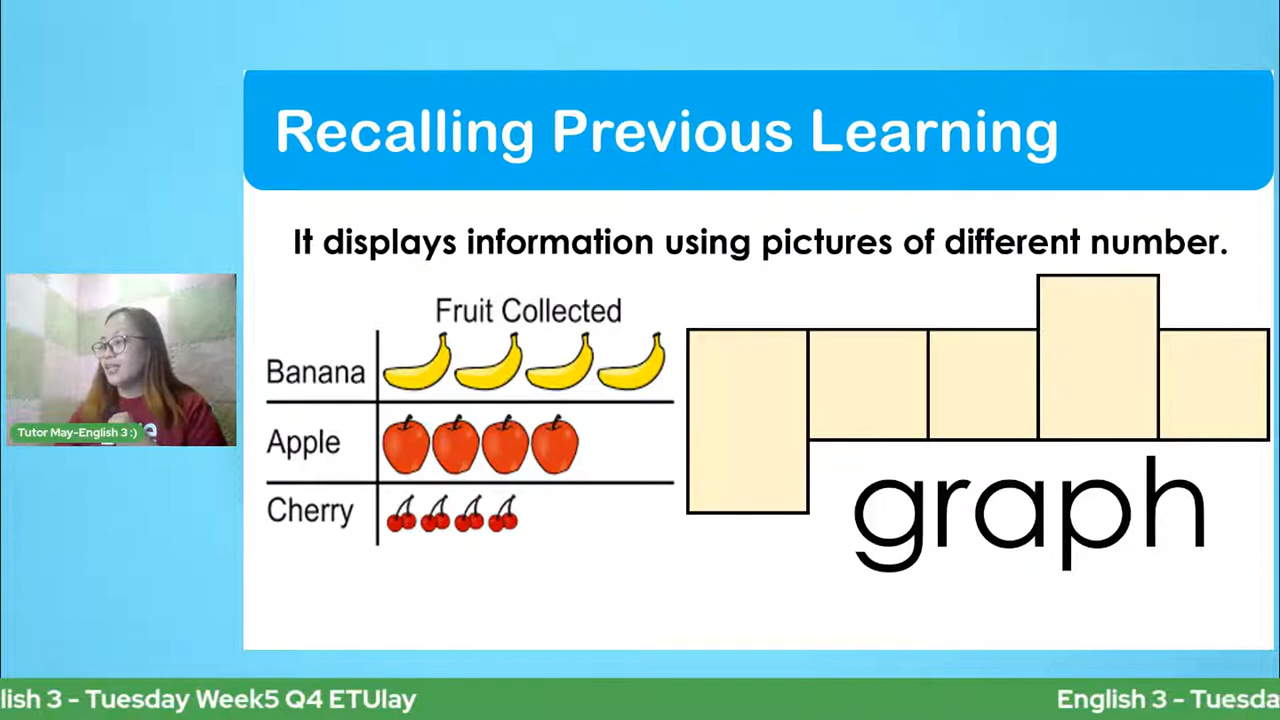 Recalling Previous Learning
It displays information using pictures of different number.
Fruit Collected
Banana
Apple
Cherry
graph
Tutor May-English 3 :)
lish 3 - Tuesday Week5 Q4 ETUlay
English 3 - Tuesda